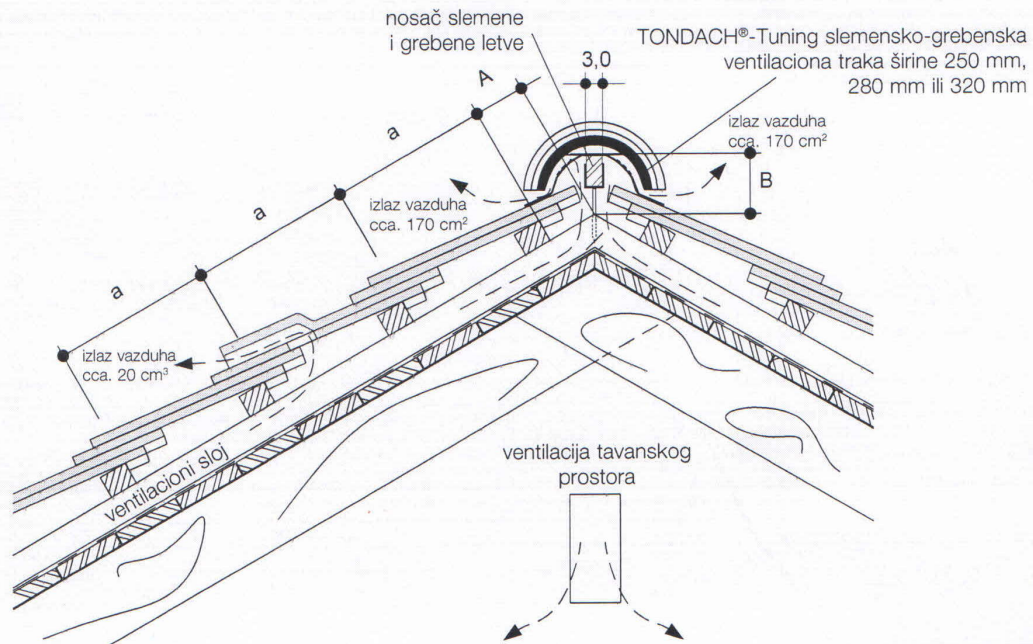 nosač slemene
i grebene letve
TONDACH®-Tuning slemensko-grebenska
ventilaciona traka širine 250 mm,
280 mm ili 320 mm
3,0
A
a
a
a
B
izlaz vazduha
cca. 170 cm²
izlaz vazduha
cca. 170 cm²
izlaz vazduha
cca. 20 cm³
ventilacioni sloj
ventilacija tavanskog
prostora